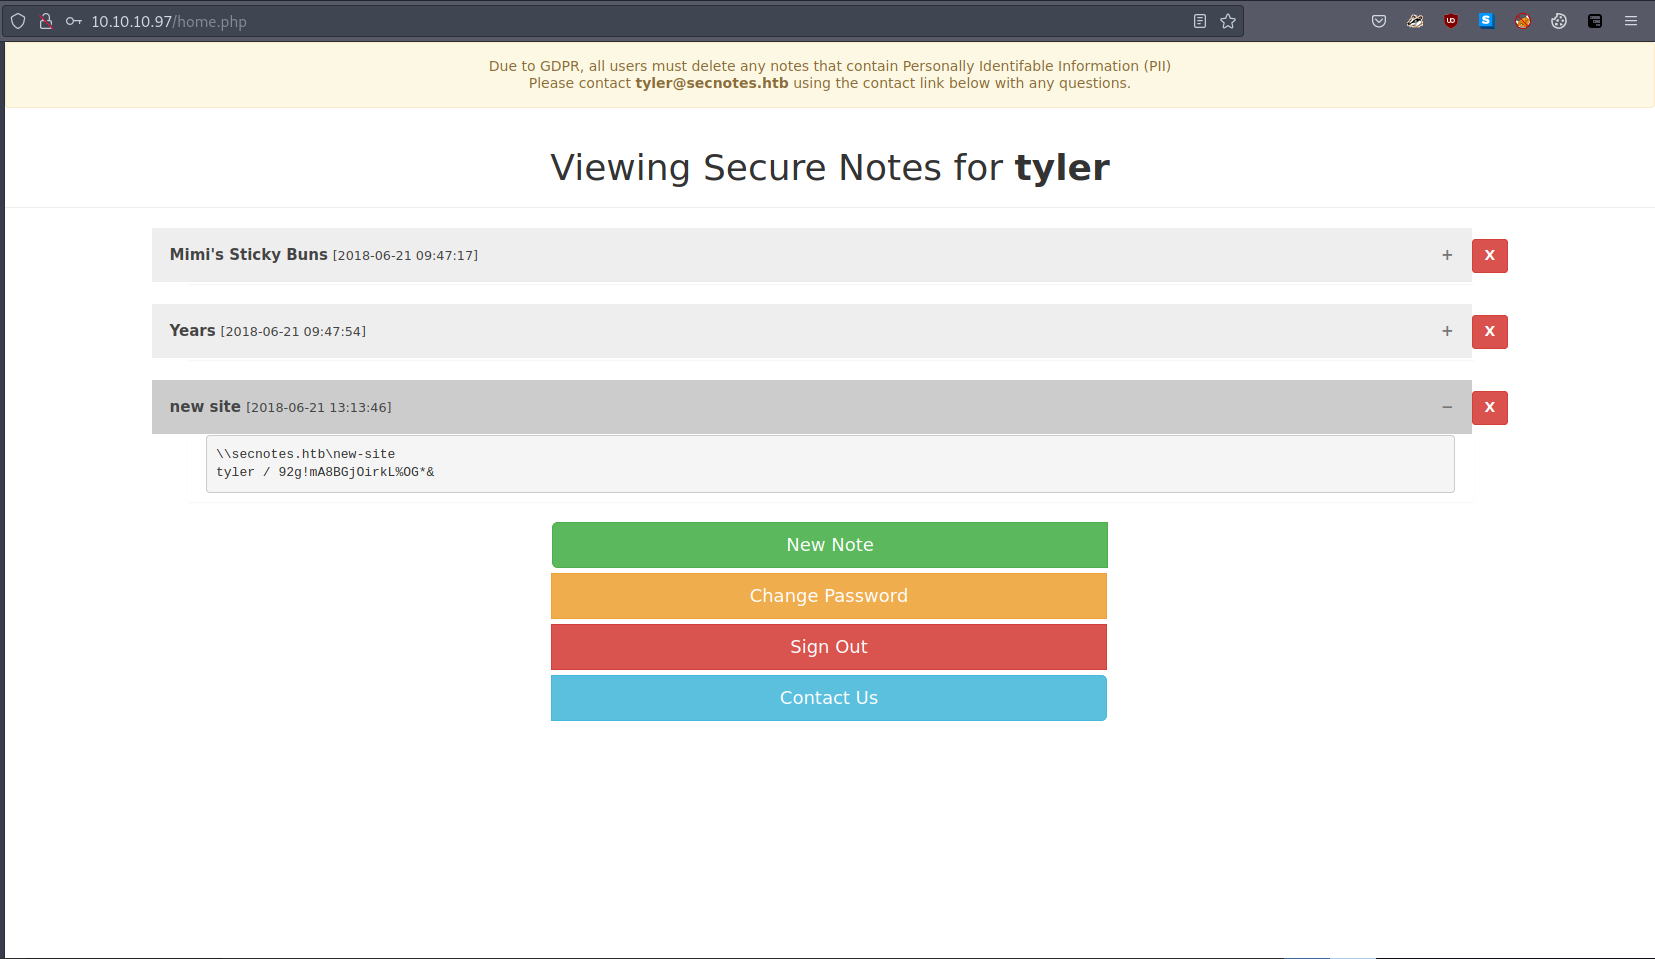 10.10.10.97/home.php
Due to GDPR, all users must delete any notes that contain Personally Identifable Information (PII)
Please contact tyler@secnotes.htb using the contact link below with any questions.
Viewing Secure Notes for tyler
Mimi's Sticky Buns [2018-06-21 09:47:17] + X
Years [2018-06-21 09:47:54] + X
new site [2018-06-21 13:13:46] − X
\\secnotes.htb\new-site
tyler / 92g!mA8BGjOirkL%OG*&
New Note
Change Password
Sign Out
Contact Us